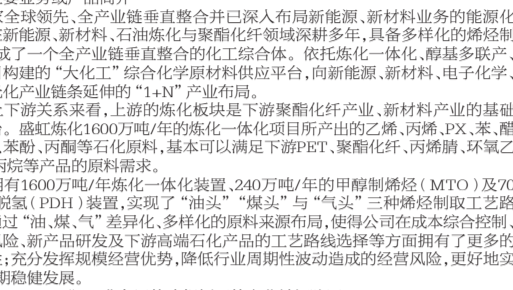 家全球领先、全产业链垂直整合并已深入布局新能源、新材料业务的能源化
在新能源、新材料、石油炼化与聚酯化纤领域深耕多年,具备多样化的烯烃制
成了一个全产业链垂直整合的化工综合体。依托炼化一体化、醇基多联产、
构建的“大化工”综合化学原材料供应平台,向新能源、新材料、电子化学、
化产业链条延伸的“1+N”产业布局。
上下游关系来看,上游的炼化板块是下游聚酯化纤产业、新材料产业的基础
。盛虹炼化1600万吨/年的炼化一体化项目所产出的乙烯、丙烯、PX、苯、醋
、苯酚、丙酮等石化原料,基本可以满足下游PET、聚酯化纤、丙烯腈、环氧乙
丙烷等产品的原料需求。
拥有1600万吨/年炼化一体化装置、240万吨/年的甲醇制烯烃(MTO)及70
脱氢(PDH)装置,实现了“油头”“煤头”与“气头”三种烯烃制取工艺路
通过“油、煤、气”差异化、多样化的原料来源布局,使得公司在成本综合控制、
风险、新产品研发及下游高端石化产品的工艺路线选择等方面拥有了更多的
性;充分发挥规模经营优势,降低行业周期性波动造成的经营风险,更好地实
期稳健发展。